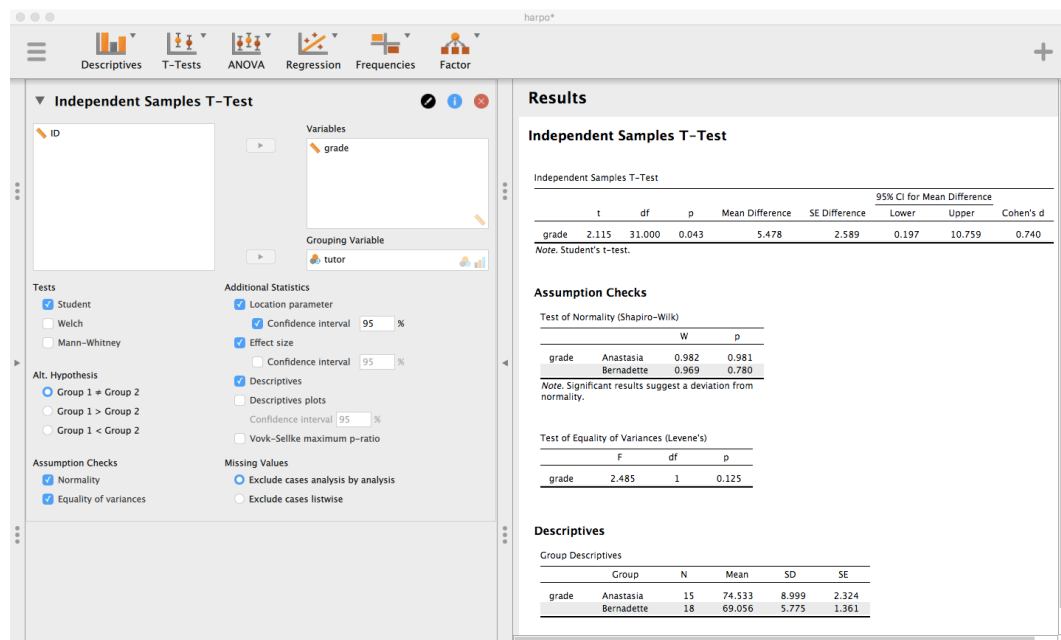 harpo*
Descriptives T-Tests ANOVA Regression Frequencies Factor
Independent Samples T-Test
ID
Variables
grade
Grouping Variable
tutor
Tests
Student
Welch
Mann-Whitney
Alt. Hypothesis
Group 1 ≠ Group 2
Group 1 > Group 2
Group 1 < Group 2
Assumption Checks
Normality
Equality of variances
Additional Statistics
Location parameter
Confidence interval 95 %
Effect size
Confidence interval 95 %
Descriptives
Descriptives plots
Confidence interval 95 %
Vovk-Sellke maximum p-ratio
Missing Values
Exclude cases analysis by analysis
Exclude cases listwise
Results
Independent Samples T-Test
Independent Samples T-Test
95% CI for Mean Difference
t df p Mean Difference SE Difference Lower Upper Cohen's d
grade 2.115 31.000 0.043 5.478 2.589 0.197 10.759 0.740
Note. Student's t-test.
Assumption Checks
Test of Normality (Shapiro-Wilk)
W p
grade Anastasia 0.982 0.981
Bernadette 0.969 0.780
Note. Significant results suggest a deviation from
normality.
Test of Equality of Variances (Levene's)
F df p
grade 2.485 1 0.125
Descriptives
Group Descriptives
Group N Mean SD SE
grade Anastasia 15 74.533 8.999 2.324
Bernadette 18 69.056 5.775 1.361